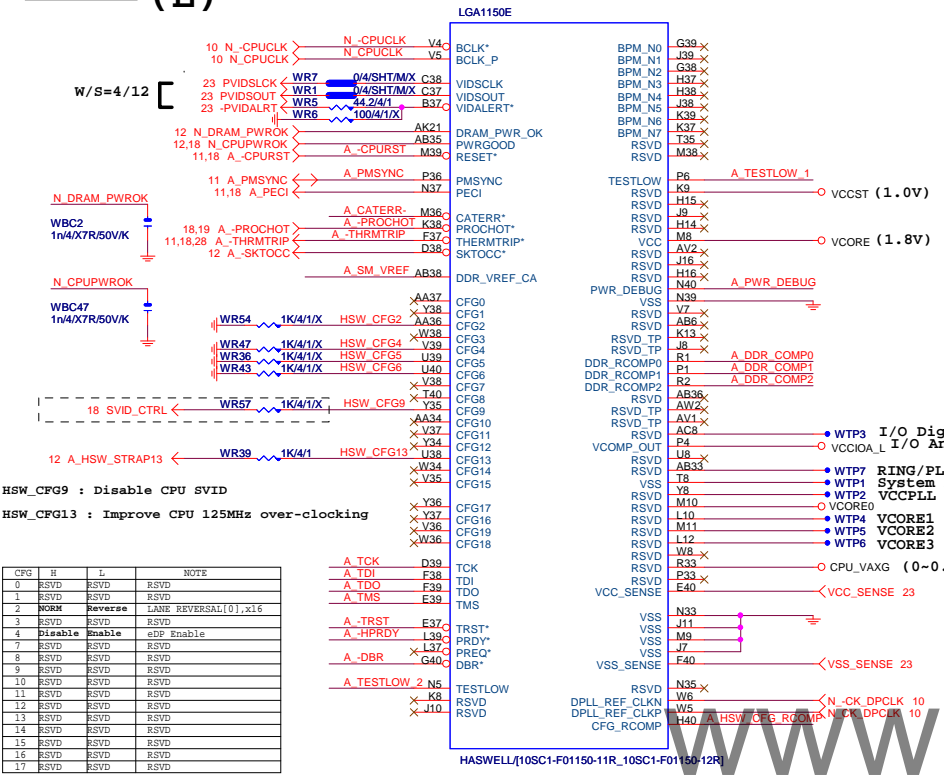 (E)
LGA1150E
10 N_-CPUCLK N_-CPUCLK V4 BCLK*
10 N_CPUCLK N_CPUCLK V5 BCLK_P
W/S=4/12
23 PVIDSLCK WR7 0/4/SHT/M/X C38 VIDSCLK
23 PVIDSOUT WR1 0/4/SHT/M/X C37 VIDSOUT
23 -PVIDALRT WR5 44.2/4/1 B37 VIDALERT*
WR6 100/4/1/X
12 N_DRAM_PWROK AK21 DRAM_PWR_OK
12,18 N_CPUPWROK AB35 PWRGOOD
11,18 A_-CPURST A_-CPURST M39 RESET*
11 A_PMSYNC A_PMSYNC P36 PMSYNC
11,18 A_PECI N37 PECI
A_CATERR- M36 CATERR*
18,19 A_-PROCHOT A_-PROCHOT K38 PROCHOT*
11,18,28 A_-THRMTRIP A_-THRMTRIP F37 THERMTRIP*
12 A_-SKTOCC D38 SKTOCC*
A_SM_VREF AB38 DDR_VREF_CA
N_DRAM_PWROK
WBC2
1n/4/X7R/50V/K
N_CPUPWROK
WBC47
1n/4/X7R/50V/K
AA37 CFG0
Y38 CFG1
WR54 1K/4/1/X HSW_CFG2 AA36 CFG2
W38 CFG3
WR47 1K/4/1/X HSW_CFG4 V39 CFG4
WR36 1K/4/1/X HSW_CFG5 U39 CFG5
WR43 1K/4/1/X HSW_CFG6 U40 CFG6
V38 CFG7
T40 CFG8
18 SVID_CTRL WR57 1K/4/1/X HSW_CFG9 Y35 CFG9
AA34 CFG10
V37 CFG11
Y34 CFG12
12 A_HSW_STRAP13 WR39 1K/4/1 HSW_CFG13 U38 CFG13
W34 CFG14
V35 CFG15
Y36 CFG17
Y37 CFG16
V36 CFG19
W36 CFG18
HSW_CFG9 : Disable CPU SVID
HSW_CFG13 : Improve CPU 125MHz over-clocking
A_TCK D39 TCK
A_TDI F38 TDI
A_TDO F39 TDO
A_TMS E39 TMS
A_-TRST E37 TRST*
A_-HPRDY L39 PRDY*
L37 PREQ*
A_-DBR G40 DBR*
A_TESTLOW_2 N5 TESTLOW
K8 RSVD
J10 RSVD
CFG H L NOTE
0 RSVD RSVD RSVD
1 RSVD RSVD RSVD
2 NORM Reverse LANE REVERSAL[0],x16
3 RSVD RSVD RSVD
4 Disable Enable eDP Enable
7 RSVD RSVD RSVD
8 RSVD RSVD RSVD
9 RSVD RSVD RSVD
10 RSVD RSVD RSVD
11 RSVD RSVD RSVD
12 RSVD RSVD RSVD
13 RSVD RSVD RSVD
14 RSVD RSVD RSVD
15 RSVD RSVD RSVD
16 RSVD RSVD RSVD
17 RSVD RSVD RSVD
BPM_N0 G39
BPM_N1 J39
BPM_N2 G38
BPM_N3 H37
BPM_N4 H38
BPM_N5 J38
BPM_N6 K39
BPM_N7 K37
RSVD T35
RSVD M38
TESTLOW P6 A_TESTLOW_1
RSVD K9 VCCST (1.0V)
RSVD H15
RSVD J9
RSVD H14
VCC M8 VCORE (1.8V)
RSVD AV2
RSVD J16
RSVD H16
PWR_DEBUG N40 A_PWR_DEBUG
VSS N39
RSVD V7
RSVD AB6
RSVD_TP K13
RSVD_TP J8
DDR_RCOMP0 R1 A_DDR_COMP0
DDR_RCOMP1 P1 A_DDR_COMP1
DDR_RCOMP2 R2 A_DDR_COMP2
RSVD AB36
RSVD_TP AW2
RSVD_TP AV1
RSVD AC8 WTP3 I/O Dig
VCOMP_OUT P4 VCCIOA_L I/O An
RSVD U8
RSVD AB33 WTP7 RING/PL
VSS T8 WTP1 System
RSVD Y8 WTP2 VCCPLL
RSVD M10 VCORE0
RSVD L10 WTP4 VCORE1
RSVD M11 WTP5 VCORE2
RSVD L12 WTP6 VCORE3
RSVD W8
RSVD R33 CPU_VAXG (0~0.
RSVD P33
VCC_SENSE E40 VCC_SENSE 23
VSS N33
VSS J11
VSS M9
VSS J7
VSS_SENSE F40 VSS_SENSE 23
RSVD N35
DPLL_REF_CLKN W6 N_-CK_DPCLK 10
DPLL_REF_CLKP W5 N_CK_DPCLK 10
CFG_RCOMP H40 A_HSW_CFG_RCOMP
HASWELL/[10SC1-F01150-11R_10SC1-F01150-12R]
www